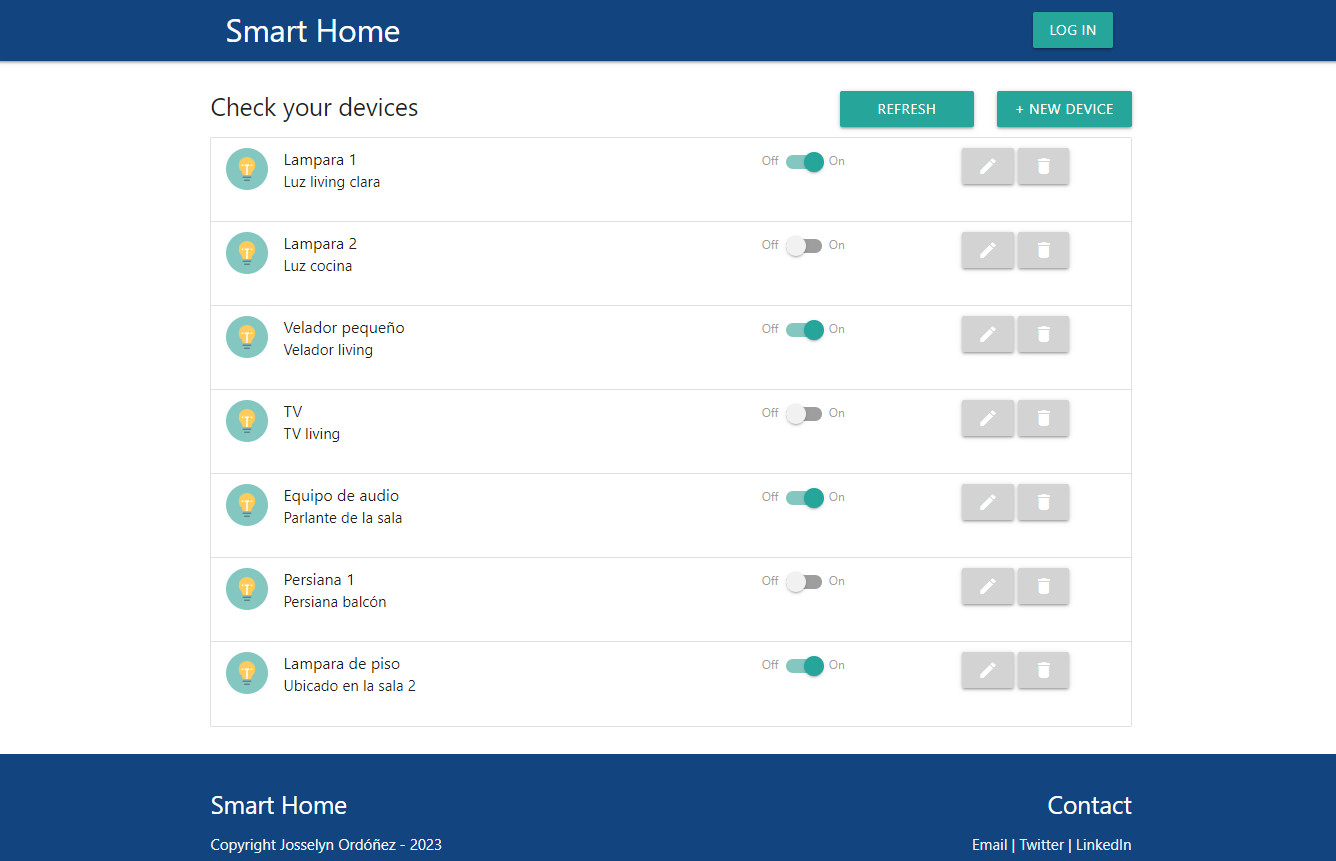 Smart Home
LOG IN
Check your devices
REFRESH
+ NEW DEVICE
Lampara 1
Luz living clara
Off On
Lampara 2
Luz cocina
Off On
Velador pequeño
Velador living
Off On
TV
TV living
Off On
Equipo de audio
Parlante de la sala
Off On
Persiana 1
Persiana balcón
Off On
Lampara de piso
Ubicado en la sala 2
Off On
Smart Home
Copyright Josselyn Ordóñez - 2023
Contact
Email | Twitter | LinkedIn